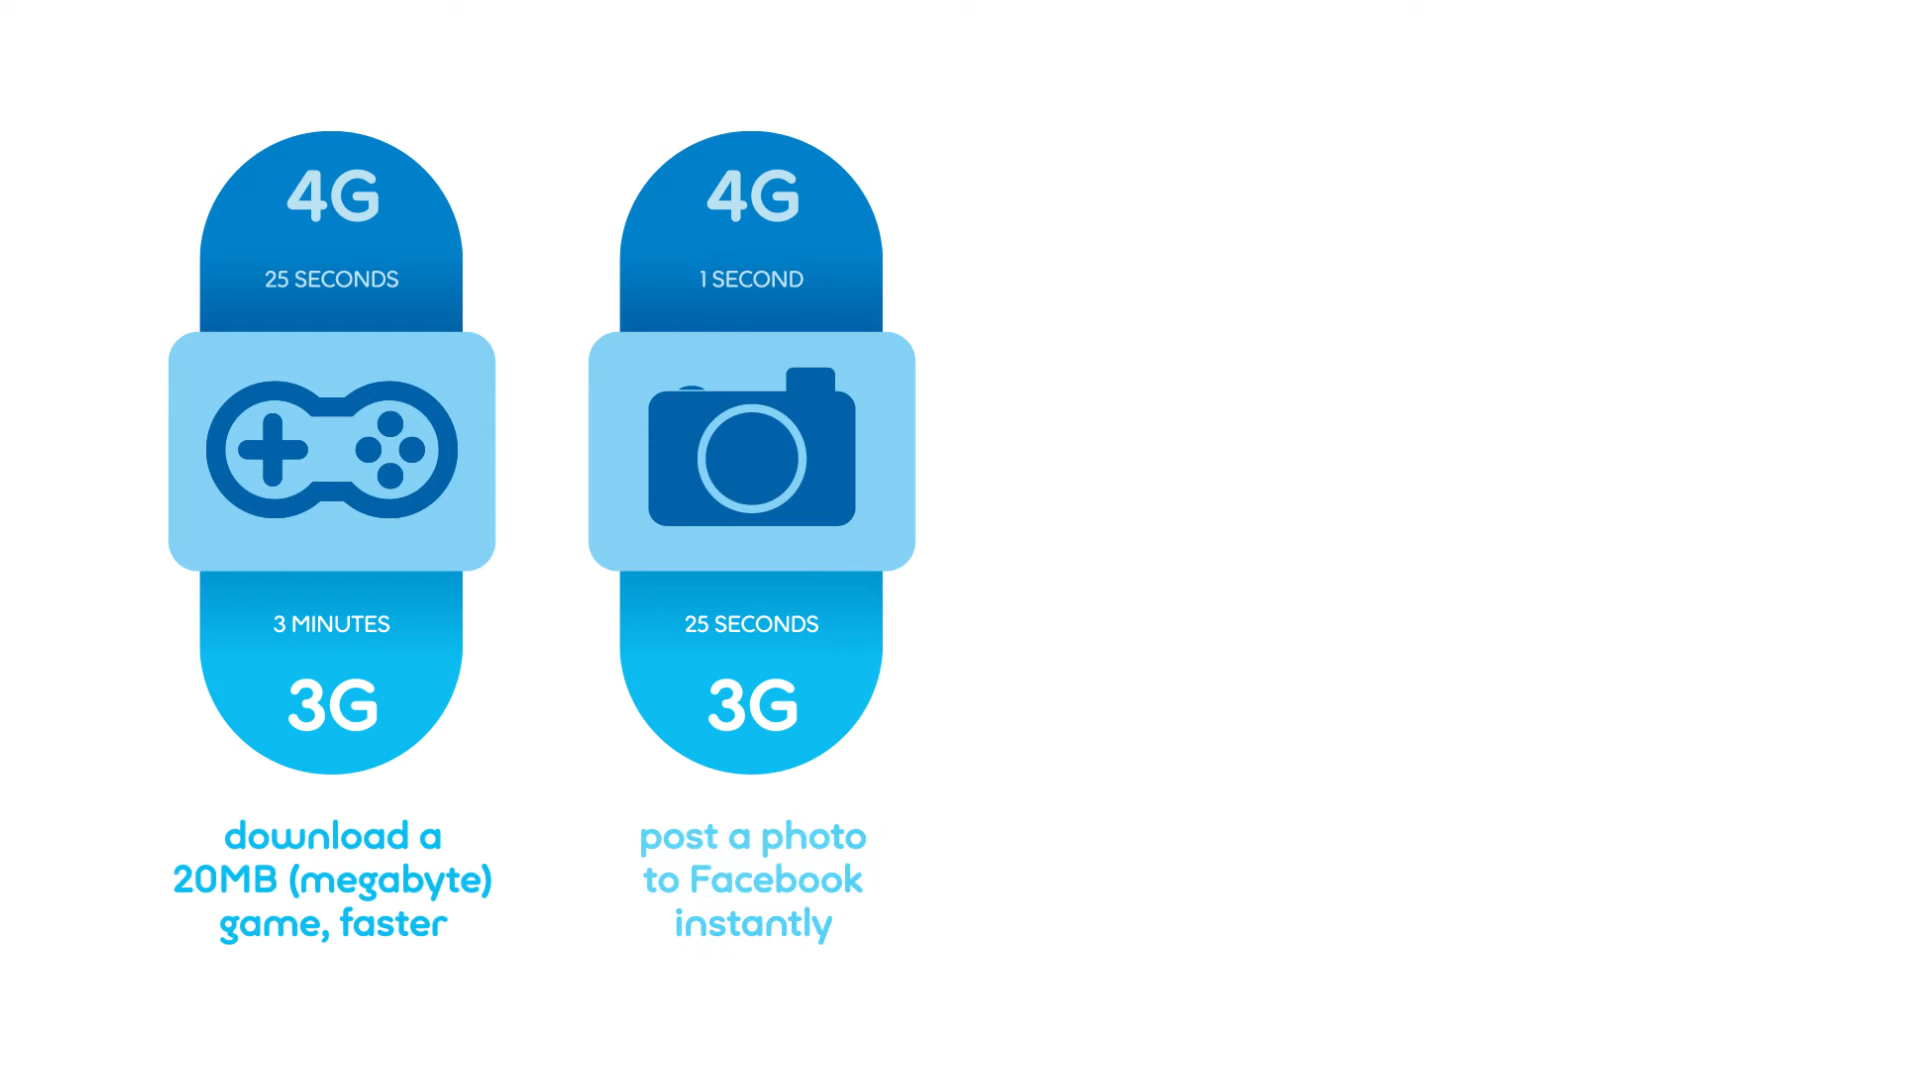 4G
25 SECONDS
3 MINUTES
3G
download a
20MB (megabyte)
game, faster
4G
1 SECOND
25 SECONDS
3G
post a photo
to Facebook
instantly